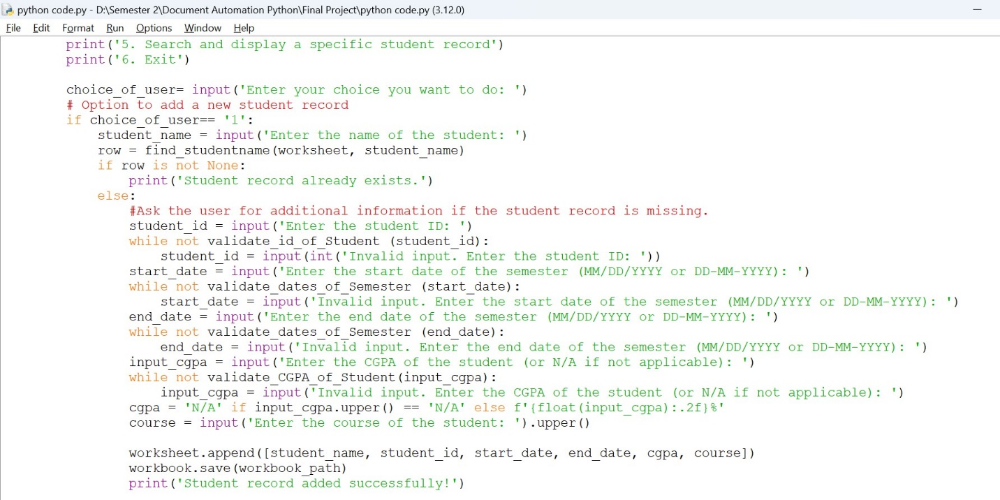 python code.py - D:\Semester 2\Document Automation Python\Final Project\python code.py (3.12.0)
File Edit Format Run Options Window Help
        print('5. Search and display a specific student record')
        print('6. Exit')

        choice_of_user= input('Enter your choice you want to do: ')
        # Option to add a new student record
        if choice_of_user== '1':
            student_name = input('Enter the name of the student: ')
            row = find_studentname(worksheet, student_name)
            if row is not None:
                print('Student record already exists.')
            else:
                #Ask the user for additional information if the student record is missing.
                student_id = input('Enter the student ID: ')
                while not validate_id_of_Student (student_id):
                    student_id = input(int('Invalid input. Enter the student ID: '))
                start_date = input('Enter the start date of the semester (MM/DD/YYYY or DD-MM-YYYY): ')
                while not validate_dates_of_Semester (start_date):
                    start_date = input('Invalid input. Enter the start date of the semester (MM/DD/YYYY or DD-MM-YYYY): ')
                end_date = input('Enter the end date of the semester (MM/DD/YYYY or DD-MM-YYYY): ')
                while not validate_dates_of_Semester (end_date):
                    end_date = input('Invalid input. Enter the end date of the semester (MM/DD/YYYY or DD-MM-YYYY): ')
                input_cgpa = input('Enter the CGPA of the student (or N/A if not applicable): ')
                while not validate_CGPA_of_Student(input_cgpa):
                    input_cgpa = input('Invalid input. Enter the CGPA of the student (or N/A if not applicable): ')
                cgpa = 'N/A' if input_cgpa.upper() == 'N/A' else f'{float(input_cgpa):.2f}%'
                course = input('Enter the course of the student: ').upper()

                worksheet.append([student_name, student_id, start_date, end_date, cgpa, course])
                workbook.save(workbook_path)
                print('Student record added successfully!')